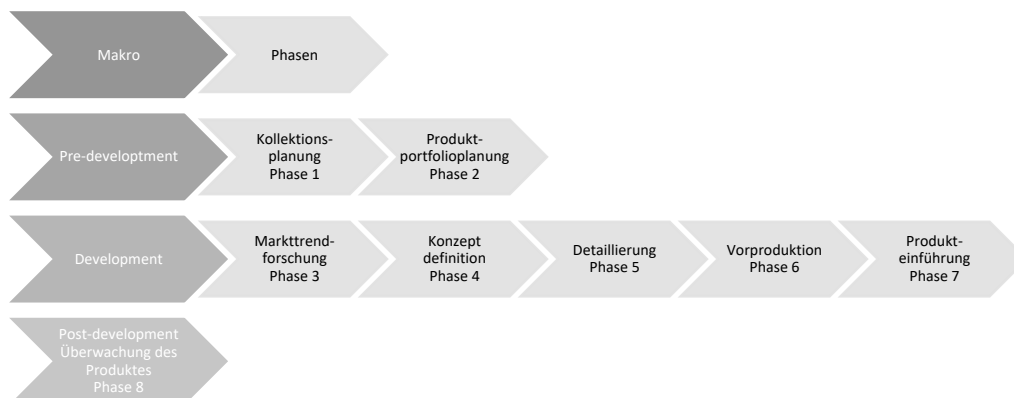 Makro
Phasen
Pre-developtment
Kollektions-
planung
Phase 1
Produkt-
portfolioplanung
Phase 2
Development
Markttrend-
forschung
Phase 3
Konzept
definition
Phase 4
Detaillierung
Phase 5
Vorproduktion
Phase 6
Produkt-
einführung
Phase 7
Post-development
Überwachung des
Produktes
Phase 8